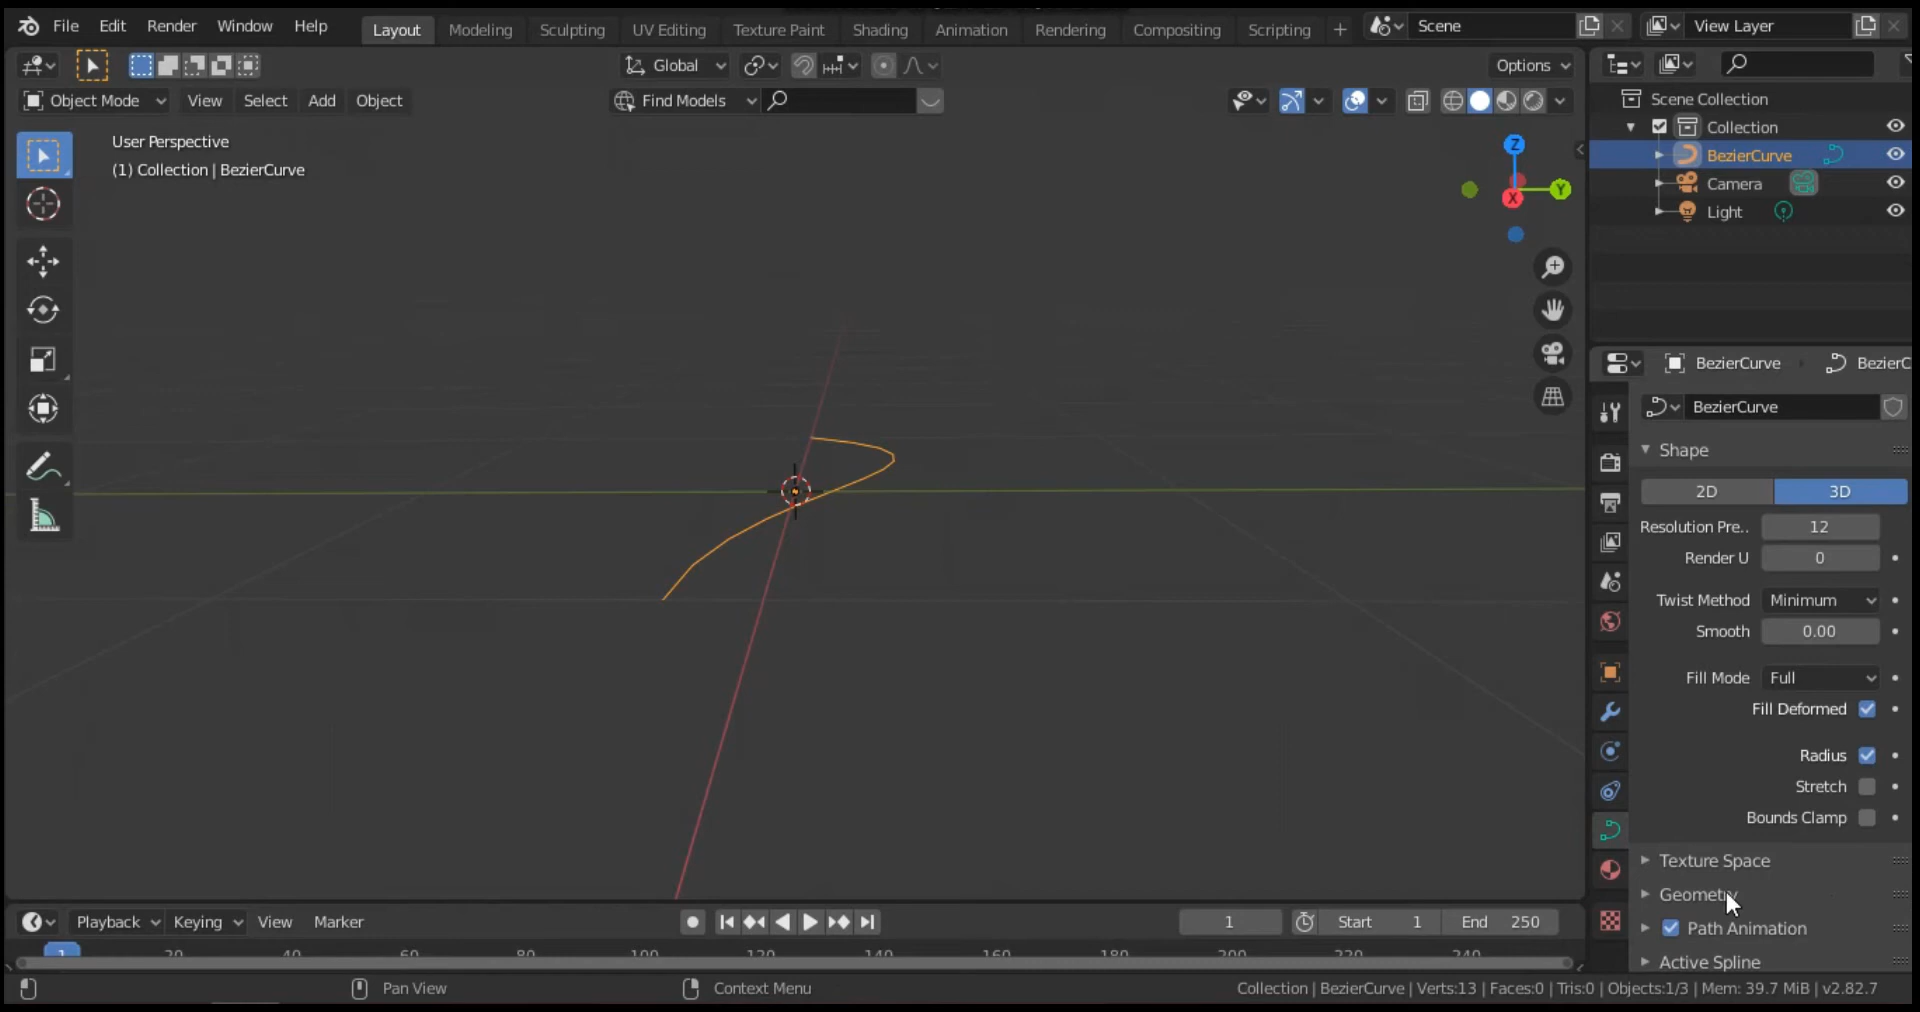 File Edit Render Window Help Layout Modeling Sculpting UV Editing Texture Paint Shading Animation Rendering Compositing Scripting + Scene View Layer
Global Options
Object Mode View Select Add Object Find Models
User Perspective
(1) Collection | BezierCurve
Z
Y
X
Scene Collection
Collection
BezierCurve
Camera
Light
BezierCurve BezierC
BezierCurve
Shape
2D 3D
Resolution Pre.. 12
Render U 0
Twist Method Minimum
Smooth 0.00
Fill Mode Full
Fill Deformed
Radius
Stretch
Bounds Clamp
Texture Space
Geometry
Path Animation
Active Spline
Playback Keying View Marker 1 Start 1 End 250
1 20 40 60 80 100 120 140 160 180 200 220 240
Pan View Context Menu Collection | BezierCurve | Verts:13 | Faces:0 | Tris:0 | Objects:1/3 | Mem: 39.7 MiB | v2.82.7